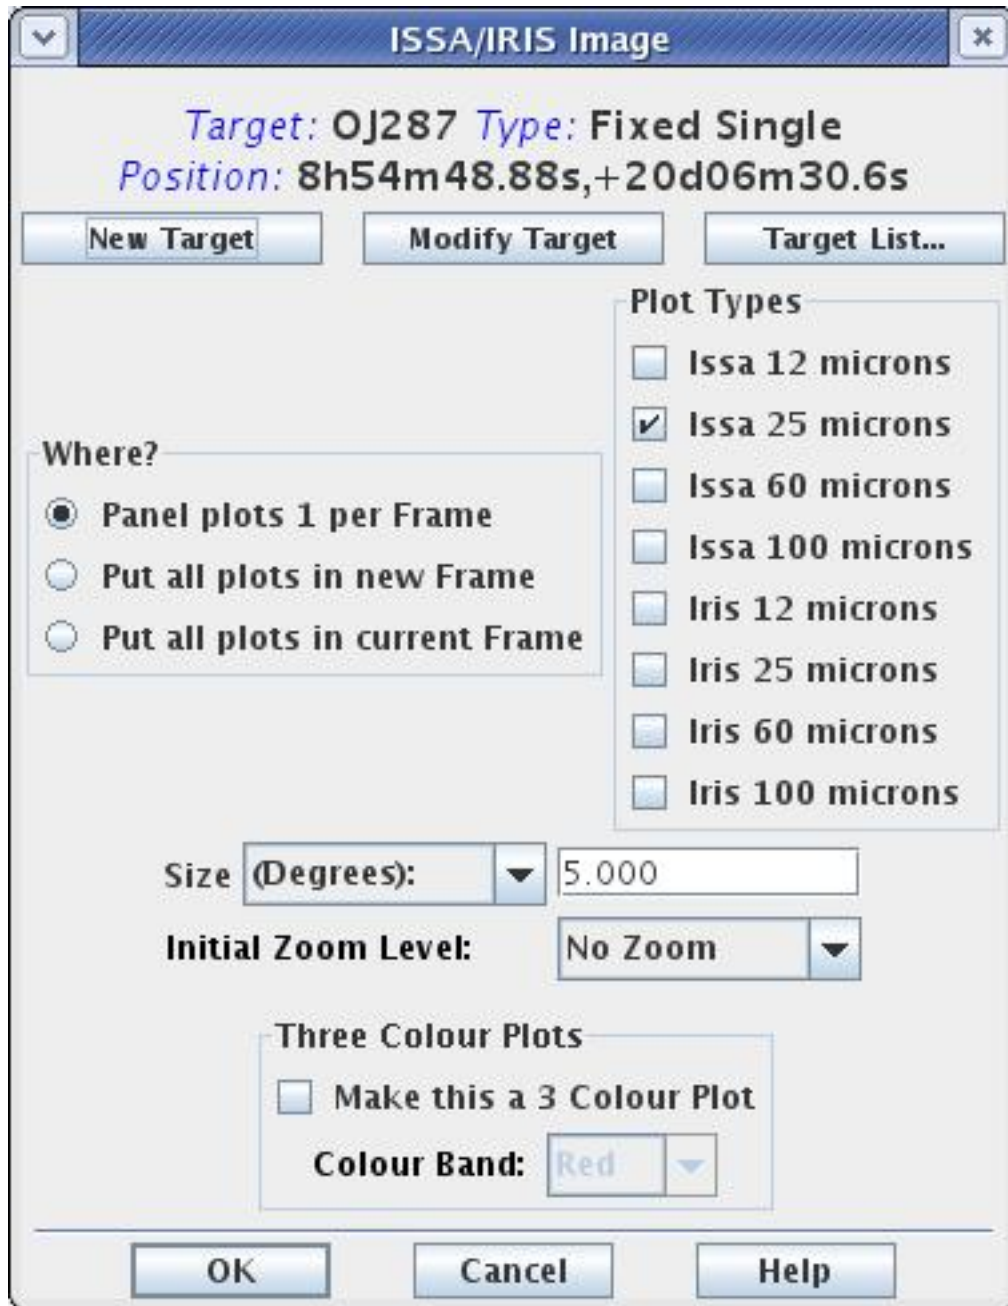 ISSA/IRIS Image
Target: OJ287 Type: Fixed Single
Position: 8h54m48.88s,+20d06m30.6s
New Target
Modify Target
Target List...
Where?
Panel plots 1 per Frame
Put all plots in new Frame
Put all plots in current Frame
Plot Types
Issa 12 microns
Issa 25 microns
Issa 60 microns
Issa 100 microns
Iris 12 microns
Iris 25 microns
Iris 60 microns
Iris 100 microns
Size (Degrees): 5.000
Initial Zoom Level: No Zoom
Three Colour Plots
Make this a 3 Colour Plot
Colour Band: Red
OK
Cancel
Help